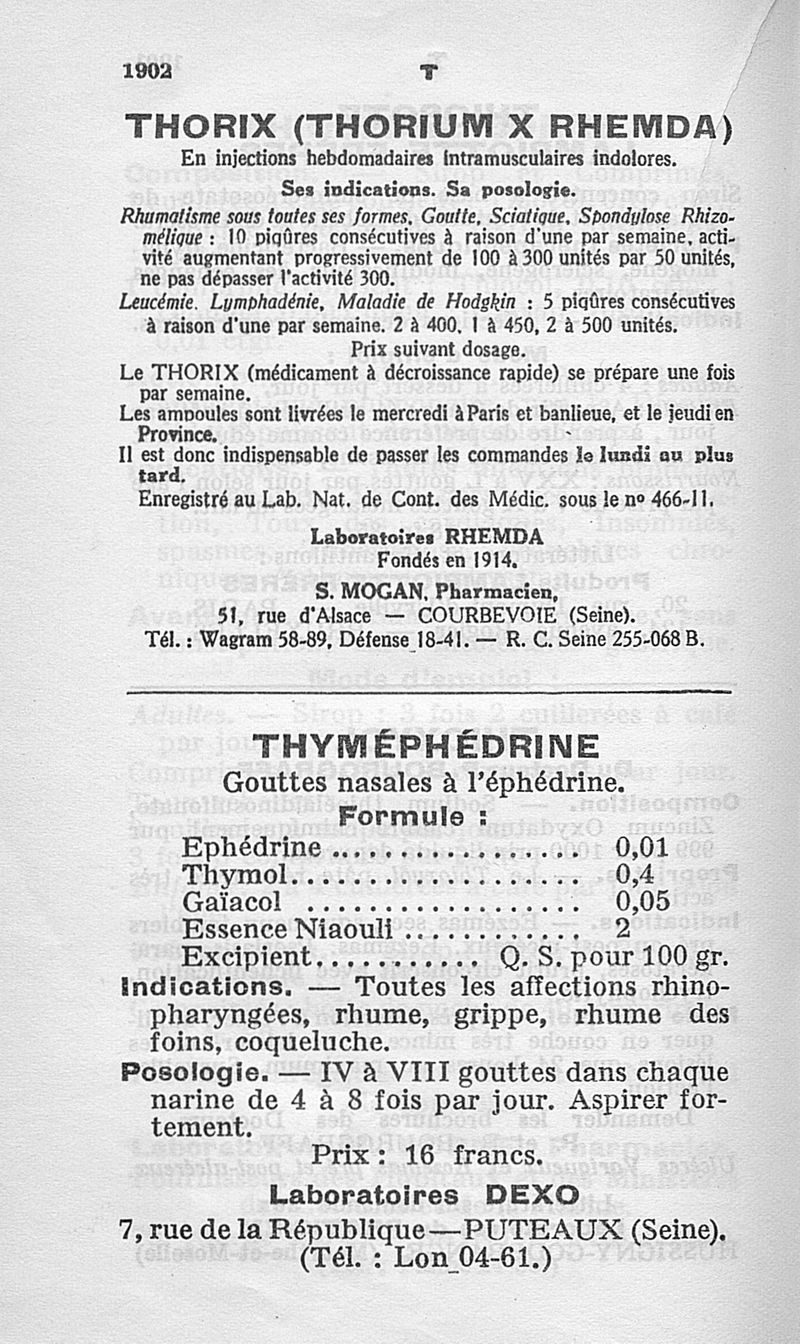 1902
T
THORIX (THORIUM X RHEMDA)
En injections hebdomadaires intramusculaires indolores.
Ses indications. Sa posologie.
Rhumatisme sous toutes ses formes, Goutte, Sciatique, Spondylose Rhizo-
mélique : 10 piqûres consécutives à raison d'une par semaine, acti-
vité augmentant progressivement de 100 à 300 unités par 50 unités,
ne pas dépasser l'activité 300.
Leucémie, Lymphadénie, Maladie de Hodgkin : 5 piqûres consécutives
à raison d'une par semaine. 2 à 400, 1 à 450, 2 à 500 unités.
Prix suivant dosage.
Le THORIX (médicament à décroissance rapide) se prépare une fois
par semaine.
Les ampoules sont livrées le mercredi à Paris et banlieue, et le jeudi en
Province.
Il est donc indispensable de passer les commandes le lundi au plus
tard.
Enregistré au Lab. Nat. de Cont. des Médic. sous le nº 466-11.
Laboratoires RHEMDA
Fondés en 1914.
S. MOGAN, Pharmacien,
51, rue d'Alsace — COURBEVOIE (Seine).
Tél. : Wagram 58-89, Défense 18-41. — R. C. Seine 255-068 B.
THYMÉPHÉDRINE
Gouttes nasales à l'éphédrine.
Formule :
Ephédrine .................. 0,01
Thymol.................... 0,4
Gaïacol .................. 0,05
Essence Niaouli ............ 2
Excipient............ Q. S. pour 100 gr.
Indications. — Toutes les affections rhino-
pharyngées, rhume, grippe, rhume des
foins, coqueluche.
Posologie. — IV à VIII gouttes dans chaque
narine de 4 à 8 fois par jour. Aspirer for-
tement.
Prix : 16 francs.
Laboratoires DEXO
7, rue de la République — PUTEAUX (Seine).
(Tél. : Lon 04-61.)